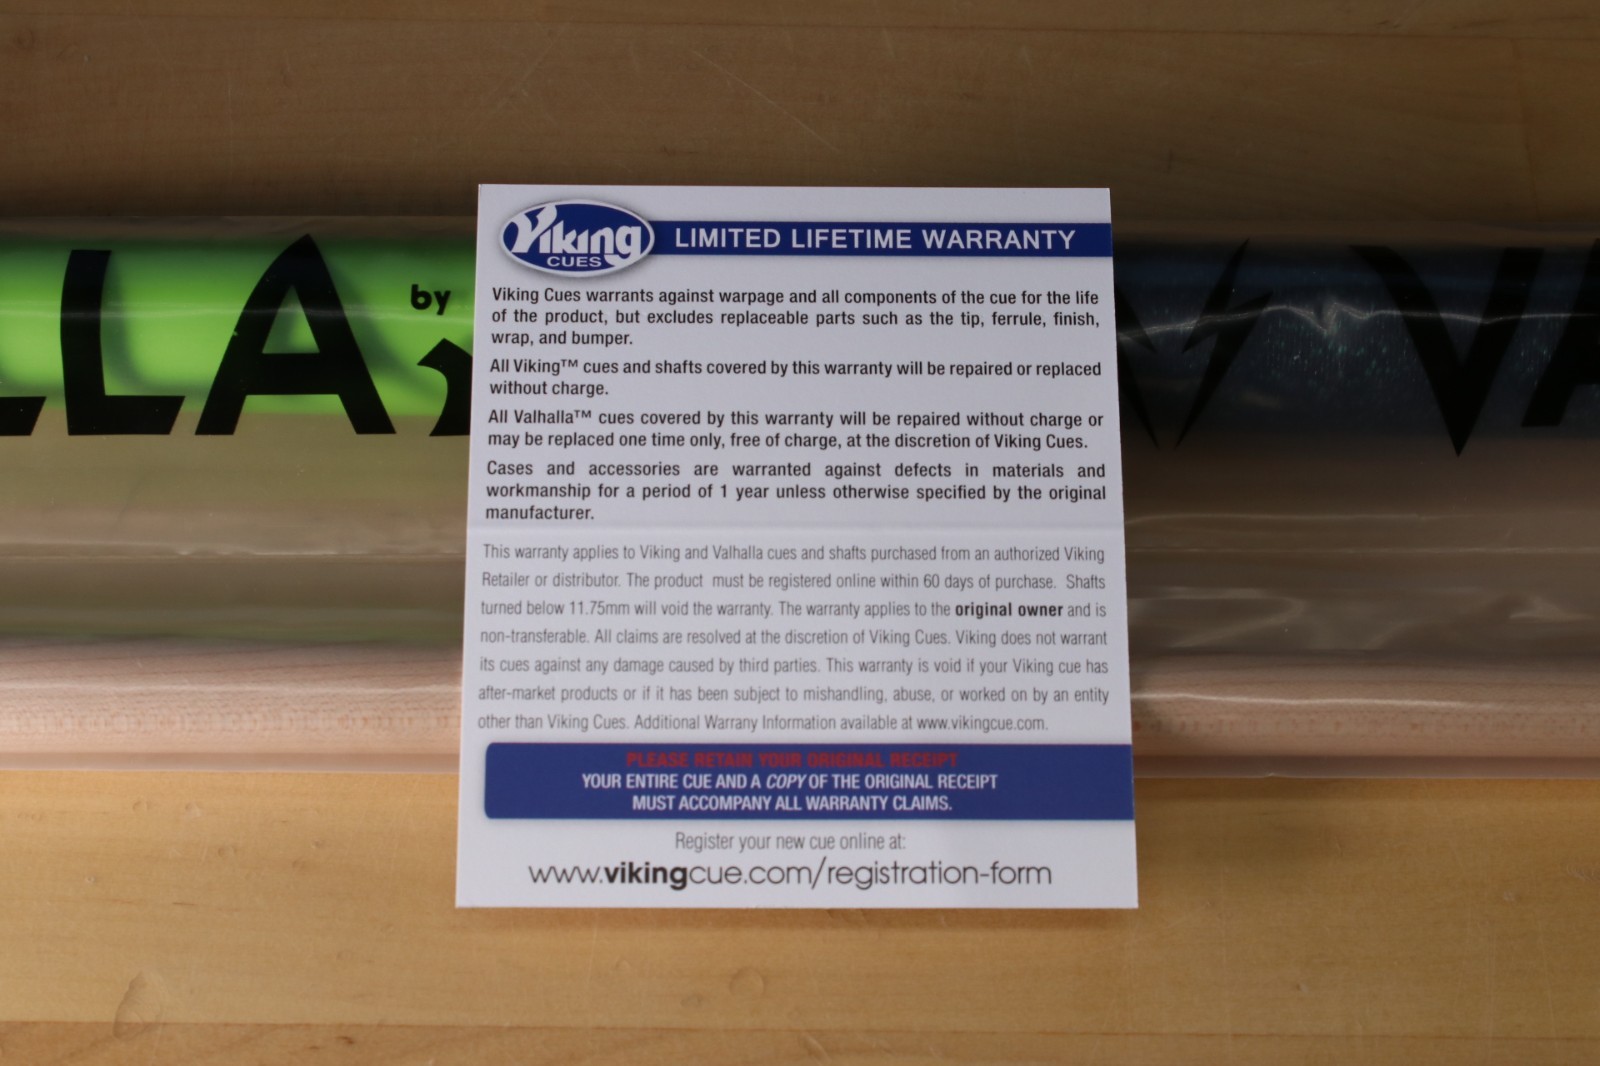 Viking
CUES
LIMITED LIFETIME WARRANTY
Viking Cues warrants against warpage and all components of the cue for the life
of the product, but excludes replaceable parts such as the tip, ferrule, finish,
wrap, and bumper.
All Viking™ cues and shafts covered by this warranty will be repaired or replaced
without charge.
All Valhalla™ cues covered by this warranty will be repaired without charge or
may be replaced one time only, free of charge, at the discretion of Viking Cues.
Cases and accessories are warranted against defects in materials and
workmanship for a period of 1 year unless otherwise specified by the original
manufacturer.
This warranty applies to Viking and Valhalla cues and shafts purchased from an authorized Viking
Retailer or distributor. The product must be registered online within 60 days of purchase. Shafts
turned below 11.75mm will void the warranty. The warranty applies to the original owner and is
non-transferable. All claims are resolved at the discretion of Viking Cues. Viking does not warrant
its cues against any damage caused by third parties. This warranty is void if your Viking cue has
after-market products or if it has been subject to mishandling, abuse, or worked on by an entity
other than Viking Cues. Additional Warrany Information available at www.vikingcue.com.
PLEASE RETAIN YOUR ORIGINAL RECEIPT
YOUR ENTIRE CUE AND A COPY OF THE ORIGINAL RECEIPT
MUST ACCOMPANY ALL WARRANTY CLAIMS.
Register your new cue online at:
www.vikingcue.com/registration-form
LLA by
VA